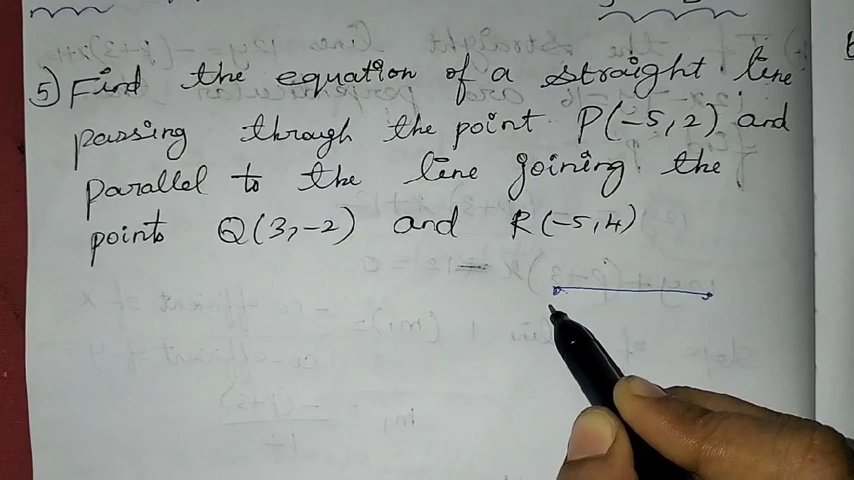 5) Find the equation of a straight line
passing through the point P(-5, 2) and
parallel to the line joining the
points Q(3, -2) and R(-5, 4)